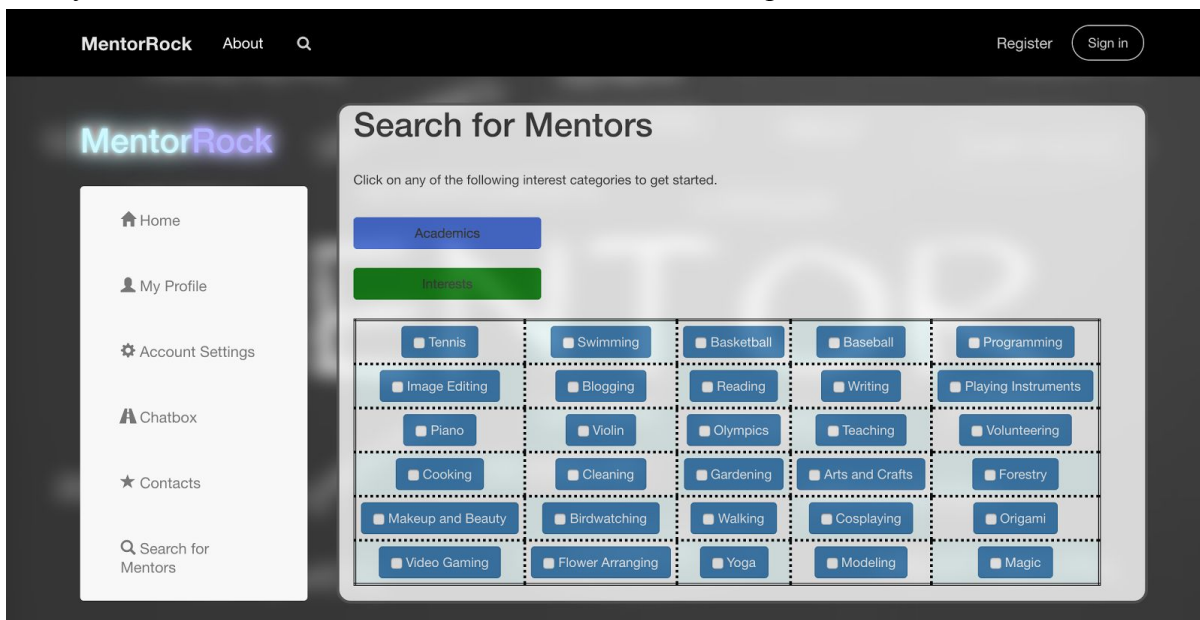 MentorRock About Register Sign in
MentorRock
Home
My Profile
Account Settings
Chatbox
Contacts
Search for
Mentors
Search for Mentors
Click on any of the following interest categories to get started.
Academics
Interests
Tennis Swimming Basketball Baseball Programming
Image Editing Blogging Reading Writing Playing Instruments
Piano Violin Olympics Teaching Volunteering
Cooking Cleaning Gardening Arts and Crafts Forestry
Makeup and Beauty Birdwatching Walking Cosplaying Origami
Video Gaming Flower Arranging Yoga Modeling Magic